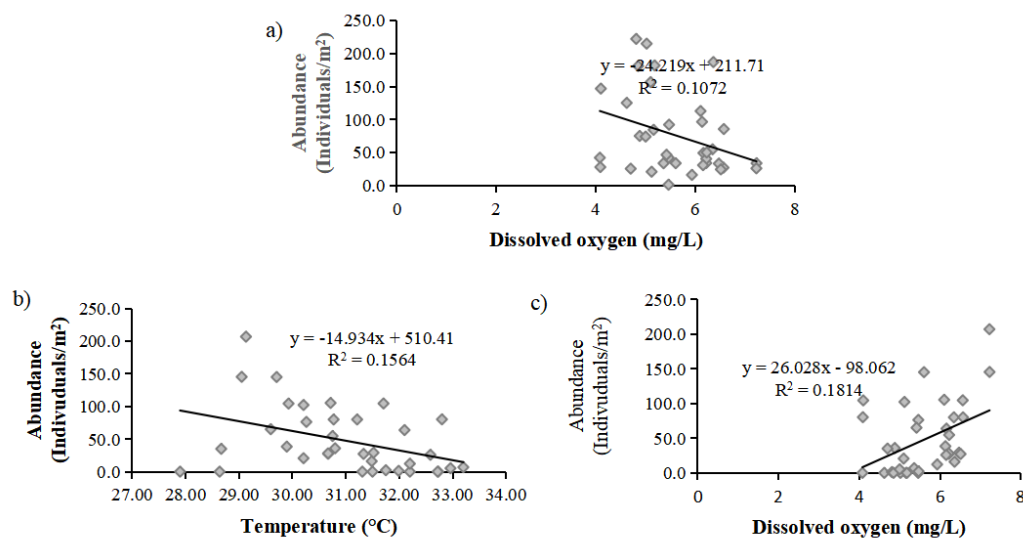 a)
Abundance
(Individuals/m²)
250.0
200.0
150.0
100.0
50.0
0.0
y = -24.219x + 211.71
R² = 0.1072
0 2 4 6 8
Dissolved oxygen (mg/L)
b)
Abundance
(Indivuduals/m²)
250.0
200.0
150.0
100.0
50.0
0.0
y = -14.934x + 510.41
R² = 0.1564
27.00 29.00 30.00 31.00 32.00 33.00 34.00
Temperature (°C)
c)
Abundance
(Indivuduals/m²)
250.0
200.0
150.0
100.0
50.0
0.0
y = 26.028x - 98.062
R² = 0.1814
0 2 4 6 8
Dissolved oxygen (mg/L)